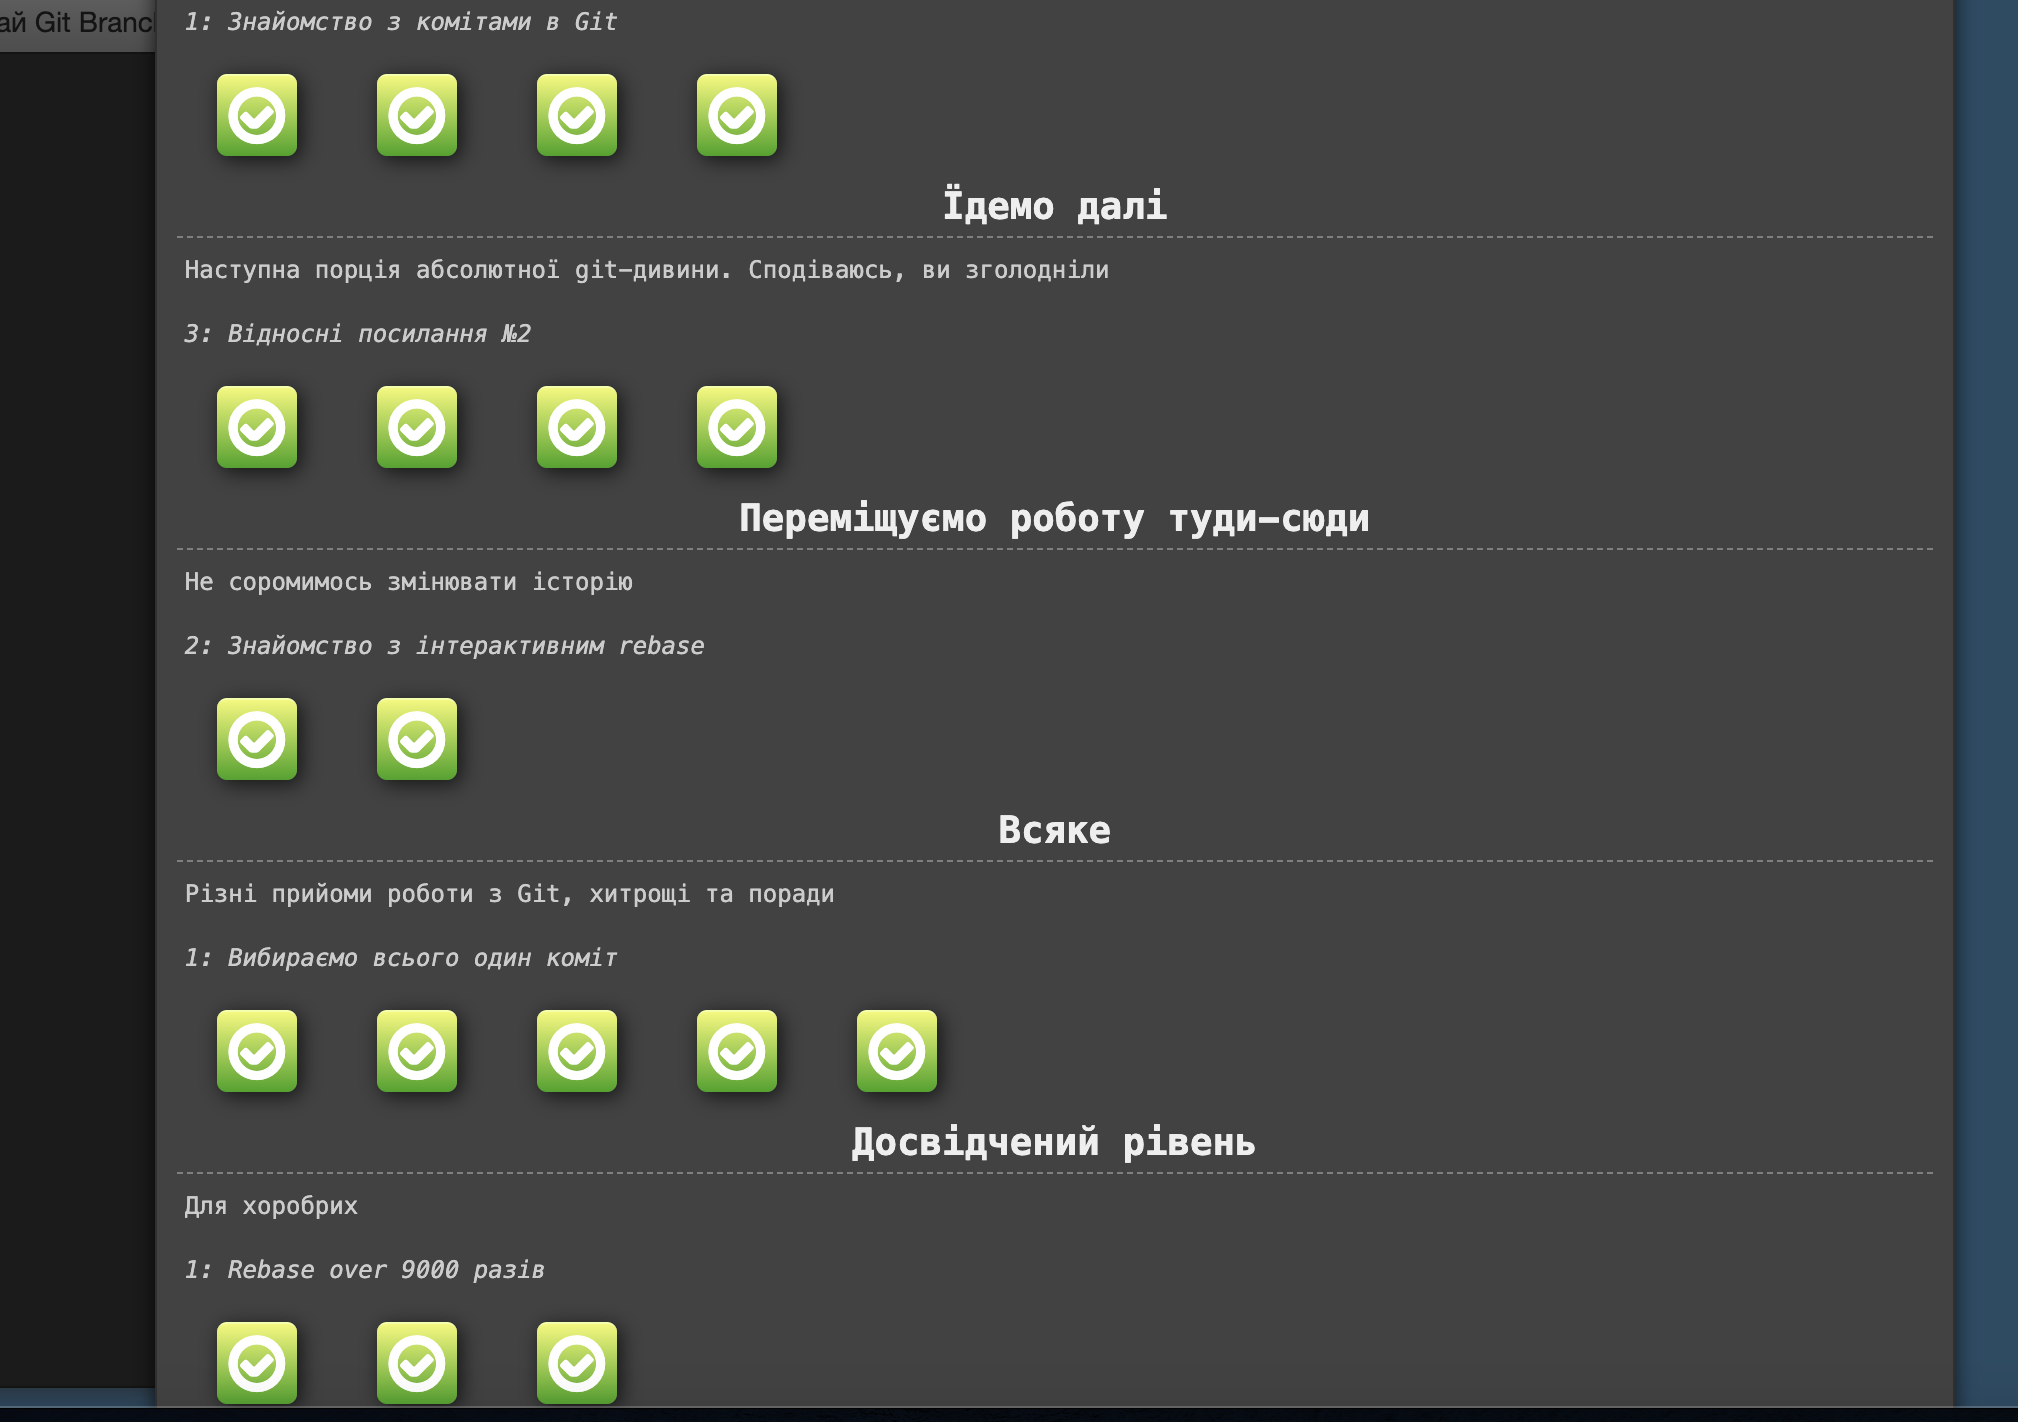 ай Git Branc
1: Знайомство з комітами в Git
Їдемо далі
Наступна порція абсолютної git-дивини. Сподіваюсь, ви зголодніли
3: Відносні посилання №2
Переміщуємо роботу туди-сюди
Не соромимось змінювати історію
2: Знайомство з інтерактивним rebase
Всяке
Різні прийоми роботи з Git, хитрощі та поради
1: Вибираємо всього один коміт
Досвідчений рівень
Для хоробрих
1: Rebase over 9000 разів